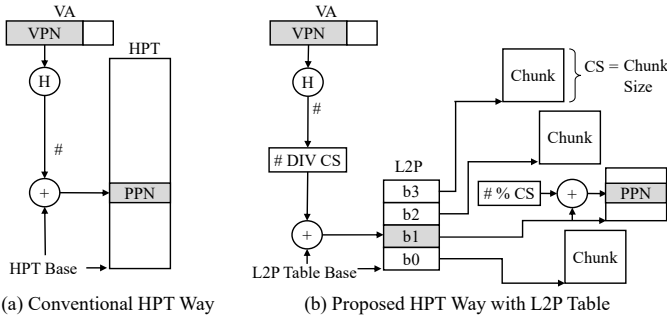 VA
VPN
HPT
H
#
+
PPN
HPT Base
(a) Conventional HPT Way
VA
VPN
H
#
# DIV CS
+
L2P Table Base
L2P
b3
b2
b1
b0
Chunk
CS = Chunk
Size
Chunk
# % CS
+
PPN
Chunk
(b) Proposed HPT Way with L2P Table